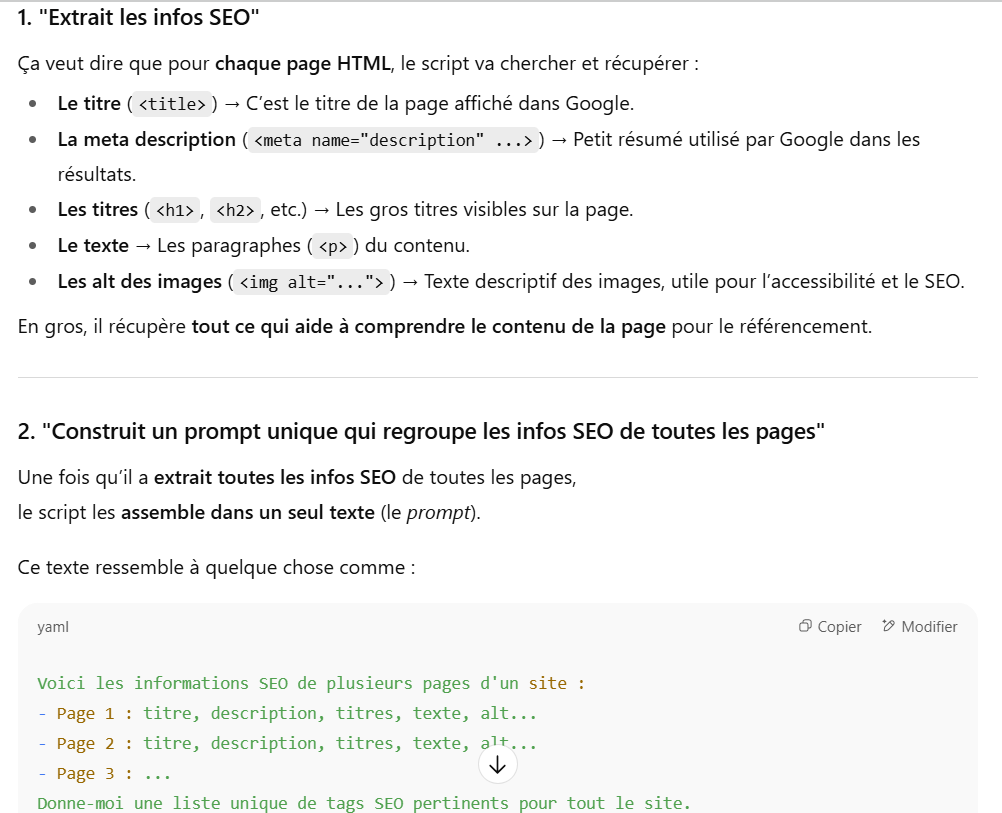 1. "Extrait les infos SEO"
Ça veut dire que pour chaque page HTML, le script va chercher et récupérer :
• Le titre (<title>) → C’est le titre de la page affiché dans Google.
• La meta description (<meta name="description" ...>) → Petit résumé utilisé par Google dans les
résultats.
• Les titres (<h1>, <h2>, etc.) → Les gros titres visibles sur la page.
• Le texte → Les paragraphes (<p>) du contenu.
• Les alt des images (<img alt="...">) → Texte descriptif des images, utile pour l’accessibilité et le SEO.
En gros, il récupère tout ce qui aide à comprendre le contenu de la page pour le référencement.
2. "Construit un prompt unique qui regroupe les infos SEO de toutes les pages"
Une fois qu’il a extrait toutes les infos SEO de toutes les pages,
le script les assemble dans un seul texte (le prompt).
Ce texte ressemble à quelque chose comme :
yaml Copier Modifier
Voici les informations SEO de plusieurs pages d'un site :
- Page 1 : titre, description, titres, texte, alt...
- Page 2 : titre, description, titres, texte, alt...
- Page 3 : ...
Donne-moi une liste unique de tags SEO pertinents pour tout le site.